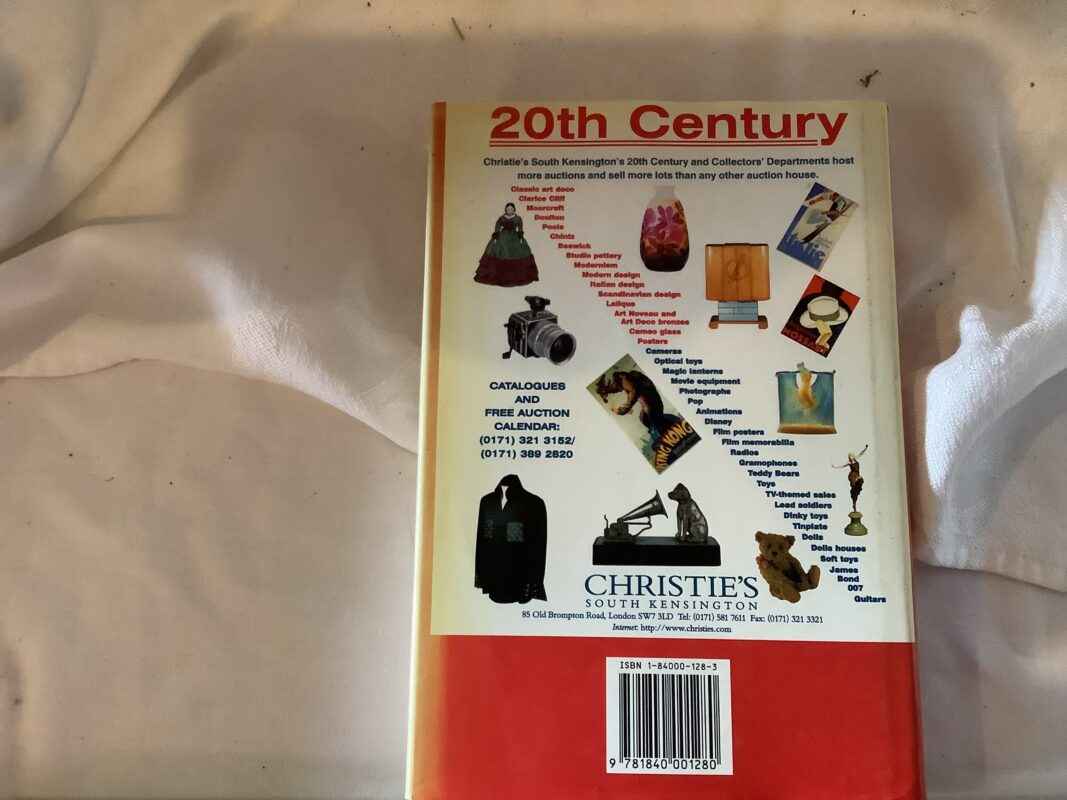 20th Century
Christie's South Kensington's 20th Century and Collectors' Departments host
more auctions and sell more lots than any other auction house.
Classic art deco
Clarice Cliff
Moorcroft
Doulton
Poole
Chintz
Beswick
Studio pottery
Modernism
Modern design
Italian design
Scandinavian design
Lalique
Art Noveau and
Art Deco bronzes
Cameo glass
Posters
Cameras
Optical toys
Magic lanterns
Movie equipment
Photographs
Pop
Animations
Disney
Film posters
Film memorabilia
Radios
Gramophones
Teddy Bears
Toys
TV-themed sales
Lead soldiers
Dinky toys
Tinplate
Dolls
Dolls houses
Soft toys
James
Bond
007
Guitars
CATALOGUES
AND
FREE AUCTION
CALENDAR:
(0171) 321 3152/
(0171) 389 2820
KING KONG
CHRISTIE'S
SOUTH KENSINGTON
85 Old Brompton Road, London SW7 3LD Tel: (0171) 581 7611 Fax: (0171) 321 3321
Internet: http://www.christies.com
ISBN 1-84000-128-3
9 781840 001280